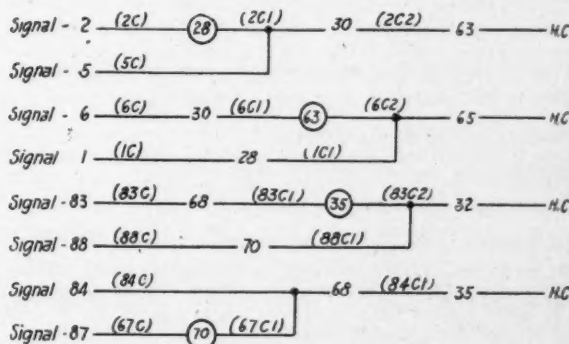 Signal - 2 (2C) 28 (2C1) 30 (2C2) 63 H.C
Signal - 5 (5C)
Signal - 6 (6C) 30 (6C1) 63 (6C2) 65 H.C
Signal 1 (1C) 28 (1C1)
Signal - 83 (83C) 68 (83C1) 35 (83C2) 32 H.C
Signal - 88 (88C) 70 (88C1)
Signal 84 (84C) 68 (84C1) 35 H.C
Signal - 87 (67C) 70 (67C1)